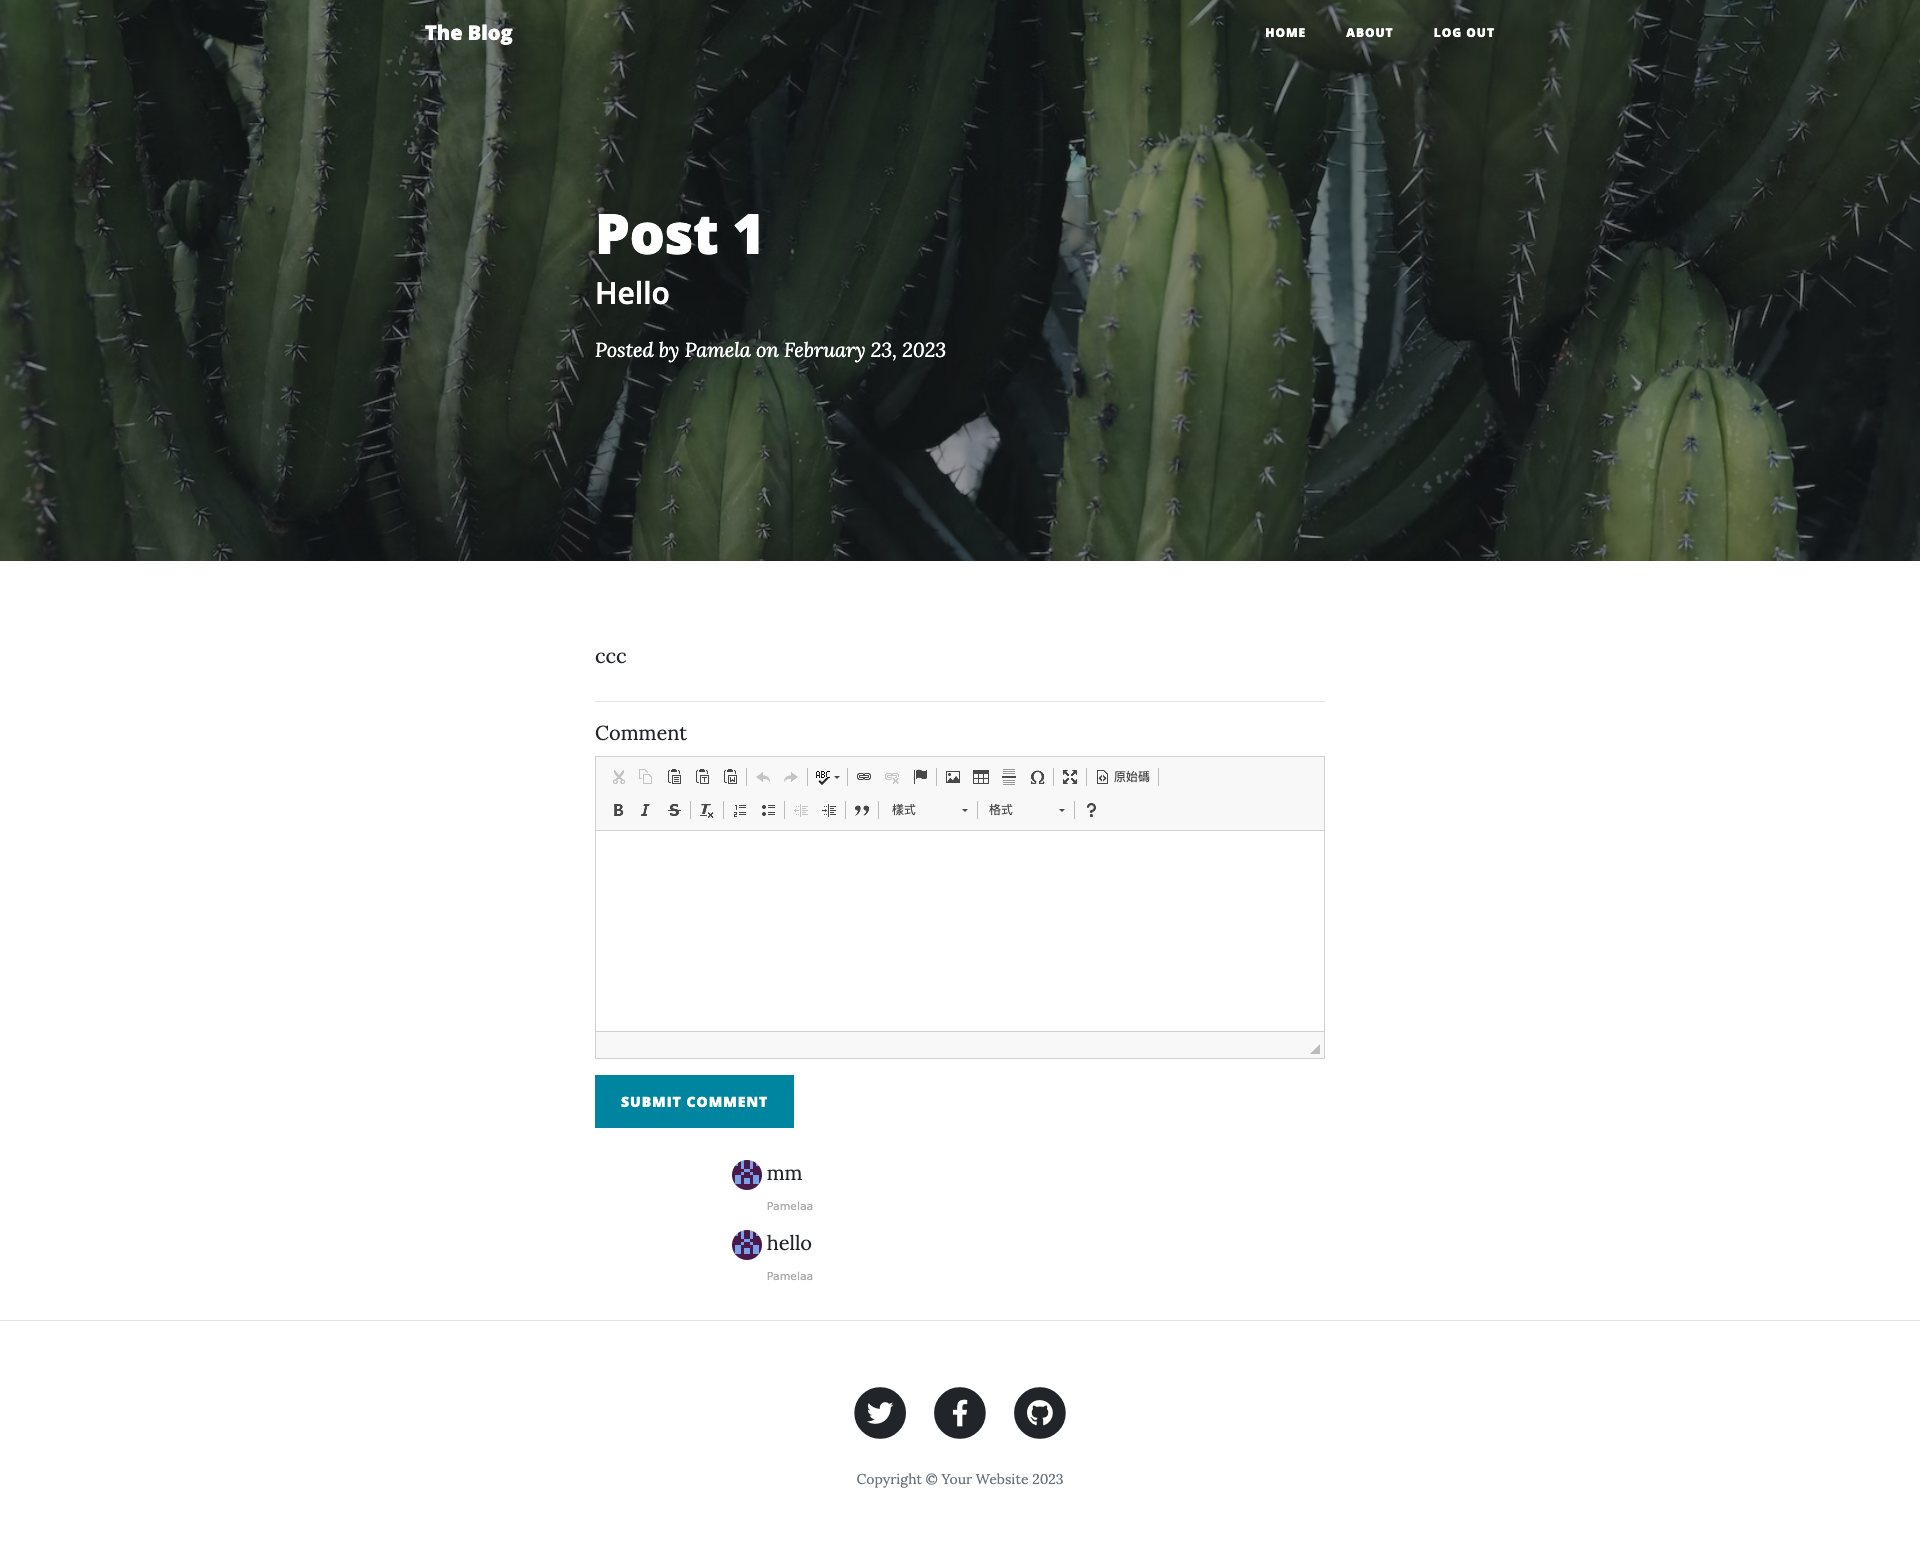 The Blog
HOME ABOUT LOG OUT
Post 1
Hello
Posted by Pamela on February 23, 2023
ccc
Comment
ABC 原始碼
B I S 樣式 格式 ?
SUBMIT COMMENT
mm
Pamelaa
hello
Pamelaa
Copyright © Your Website 2023